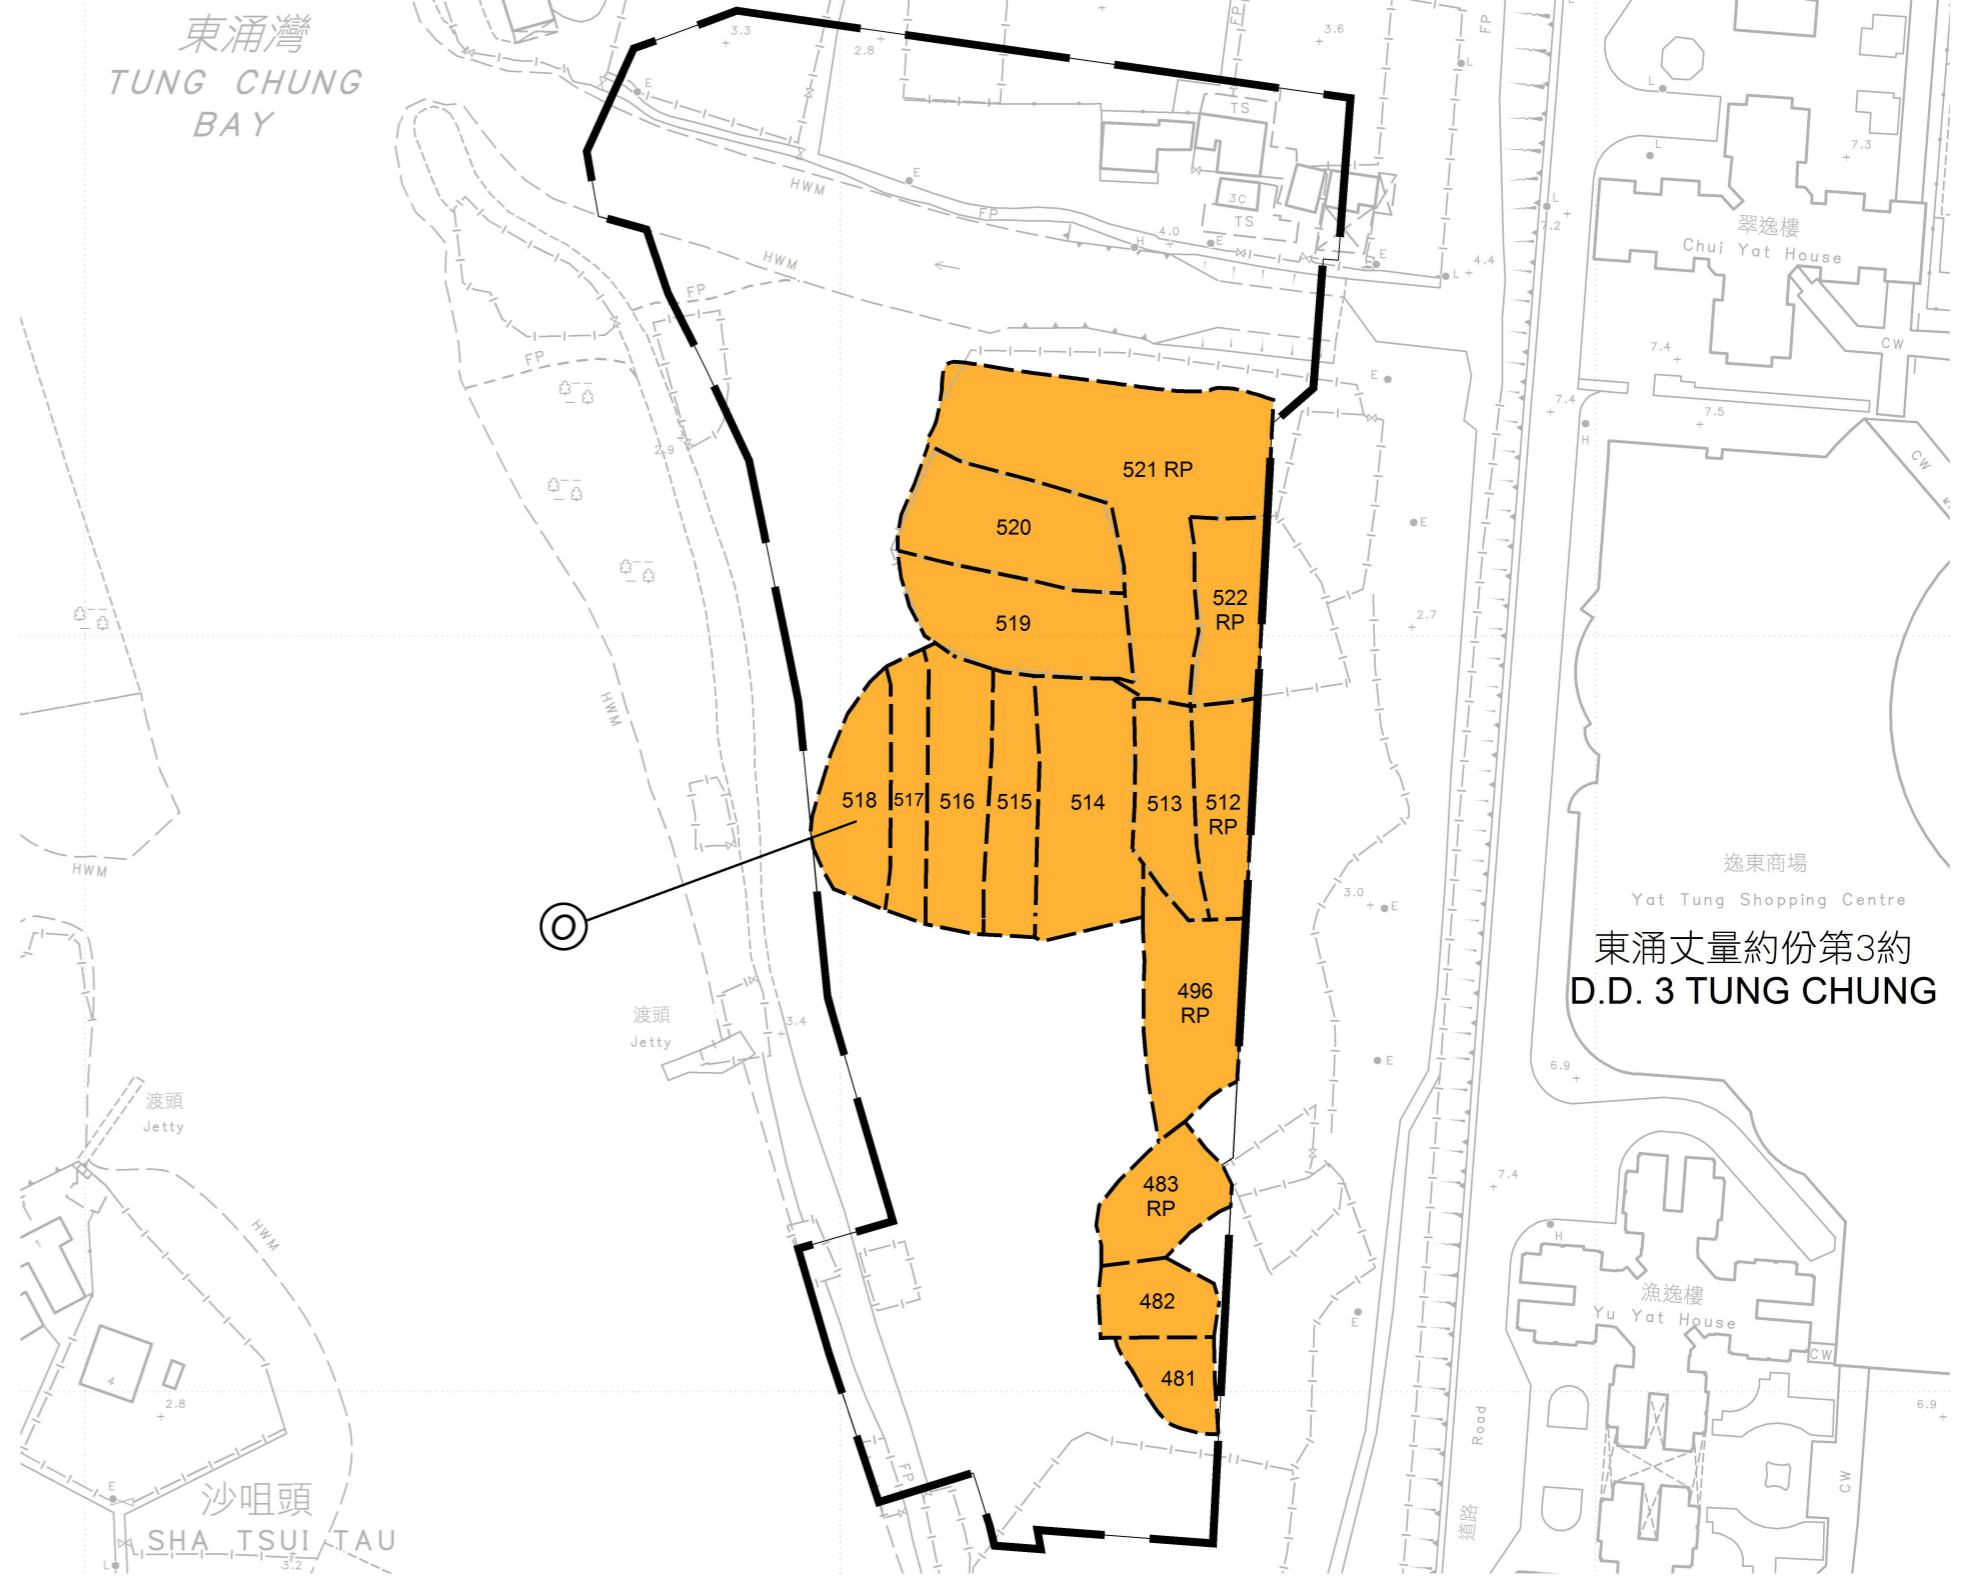 東涌灣
TUNG CHUNG
BAY
3.3
2.8
FP
3.6
FP
L
L
E
TS
7.3
E
HWM
3C
TS
FP
4.0
H
E
E
L
4.4
L
7.2
L
翠逸樓
Chui Yat House
HWM
FP
FP
CW
7.4
E
7.4
7.5
H
2.9
CW
521 RP
520
E
522
RP
519
2.7
HWM
518
517
516
515
514
513
512
RP
HWM
O
3.0
E
逸東商場
Yat Tung Shopping Centre
東涌丈量約份第3約
D.D. 3 TUNG CHUNG
496
RP
渡頭
Jetty
3.4
E
6.9
渡頭
Jetty
483
RP
7.4
HWM
H
482
漁逸樓
Yu Yat House
E
CW
481
4
2.8
6.9
Road
道路
FP
CW
E
沙咀頭
SHA TSUI TAU
L
3.2